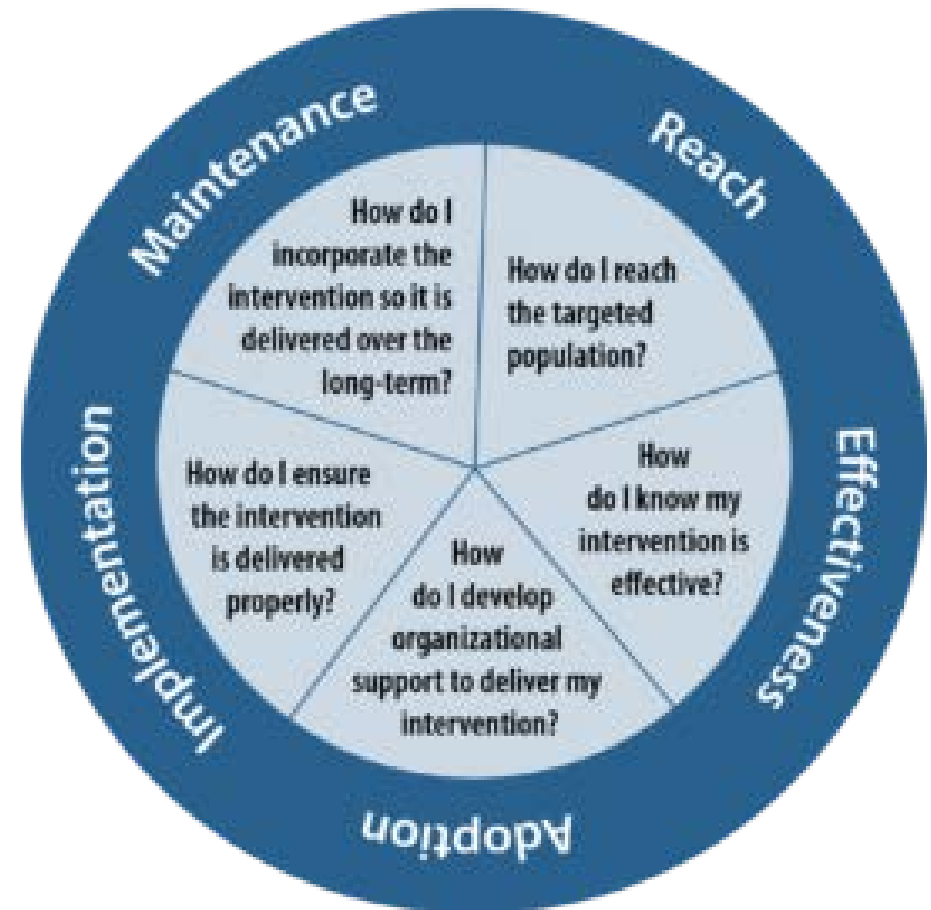 Reach
How do I reach
the targeted
population?
Effectiveness
How
do I know my
intervention is
effective?
Adoption
How
do I develop
organizational
support to deliver my
intervention?
Implementation
How do I ensure
the intervention
is delivered
properly?
Maintenance
How do I
incorporate the
intervention so it is
delivered over the
long-term?